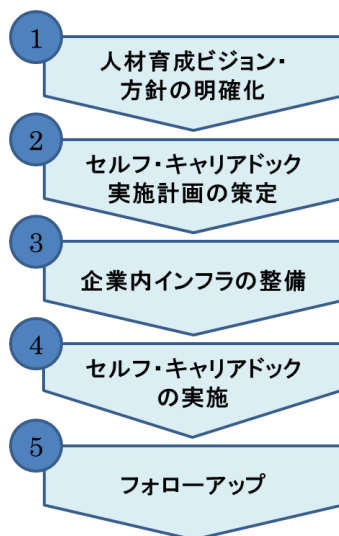 1
人材育成ビジョン・
方針の明確化
2
セルフ・キャリアドック
実施計画の策定
3
企業内インフラの整備
4
セルフ・キャリアドック
の実施
5
フォローアップ